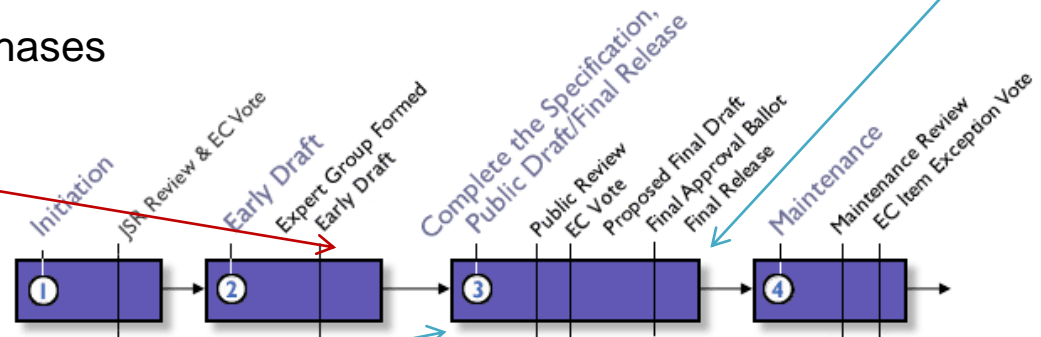 hases
Initiation
JSR Review & EC Vote
Early Draft
Expert Group Formed
Early Draft
Complete the Specification,
Public Draft/Final Release
Public Review
EC Vote
Proposed Final Draft
Final Approval Ballot
Final Release
Maintenance
Maintenance Review
EC Item Exception Vote
1
2
3
4